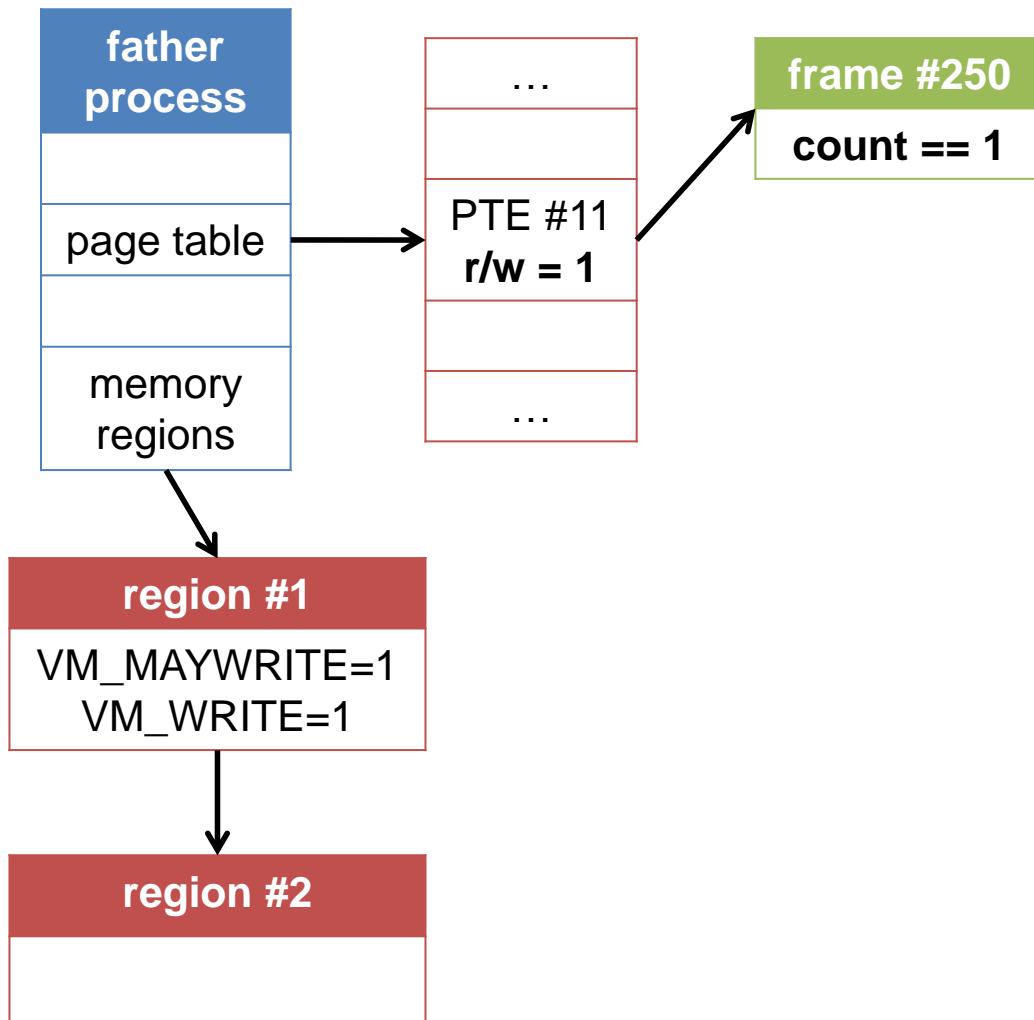 father
process
page table
memory
regions
…
PTE #11
r/w = 1
…
frame #250
count == 1
region #1
VM_MAYWRITE=1
VM_WRITE=1
region #2